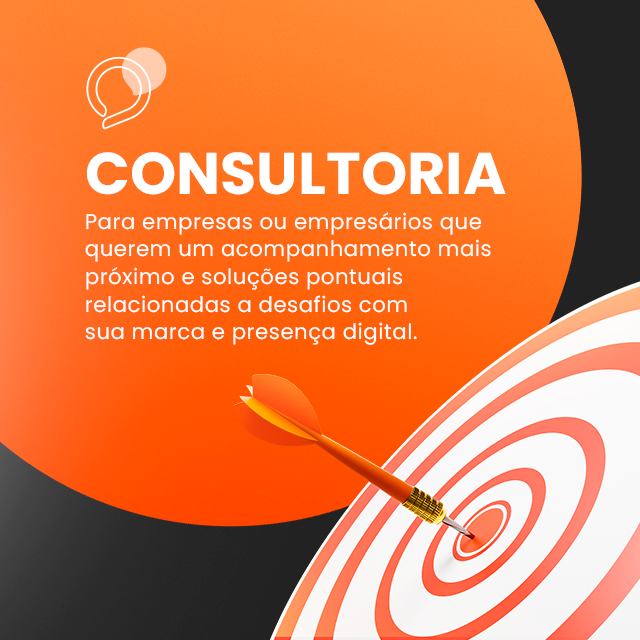 CONSULTORIA
Para empresas ou empresários que
querem um acompanhamento mais
próximo e soluções pontuais
relacionadas a desafios com
sua marca e presença digital.